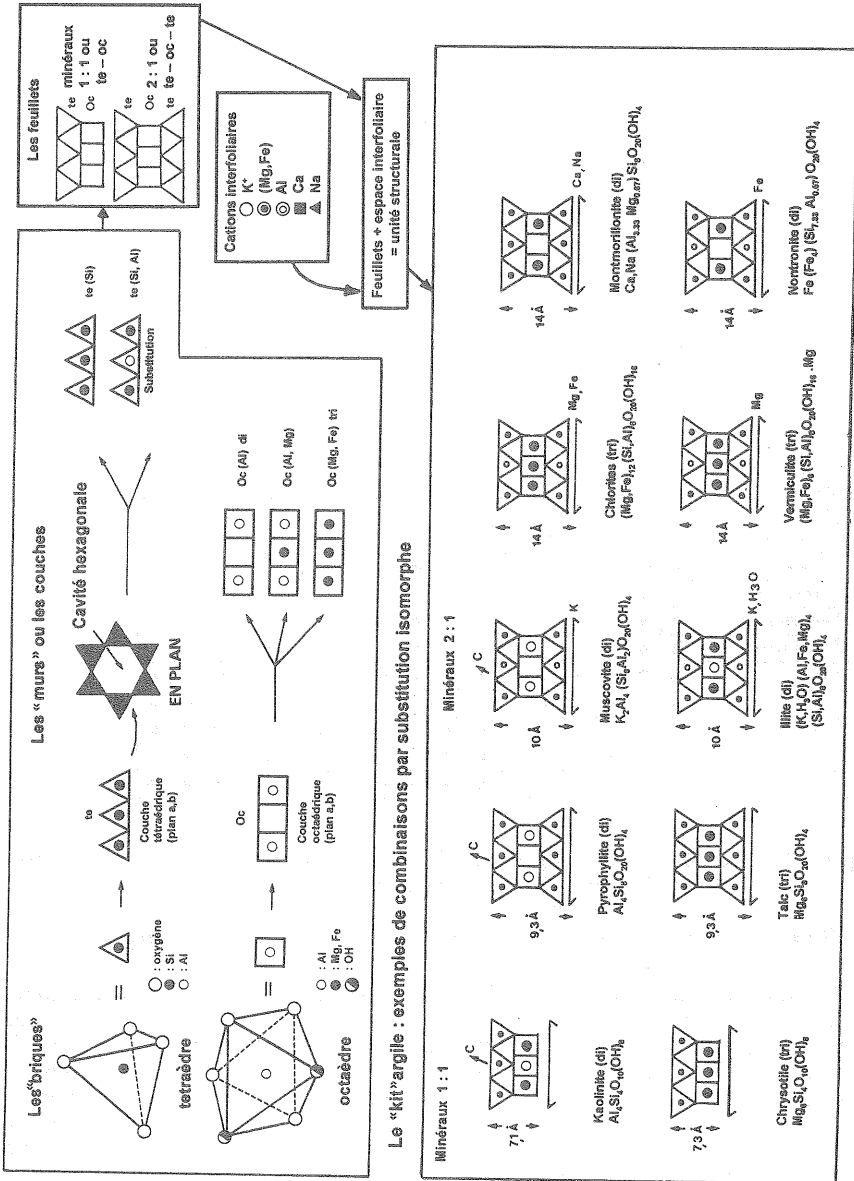 Les "murs" ou les couches
Les feuillets
te
Oc
minéraux
1 : 1 ou
te – oc
te
Oc
te
2 : 1 ou
te – oc – te
Les"briques"
tetraèdre
=
: oxygéne
: Si
: Al
te
Couche
tétraédrique
(plan a,b)
Cavité hexagonale
EN PLAN
te (Si)
te (Si, Al)
Substitution
octaèdre
=
: Al
: Mg, Fe
: OH
Oc
Couche
octaédrique
(plan a,b)
Oc (Al) di
Oc (Al, Mg)
Oc (Mg, Fe) tri
Cations interfoliaires
K+
(Mg,Fe)
Al
Ca
Na
Feuillets + espace interfoliaire
= unité structurale
Le "kit"argile : exemples de combinaisons par substitution isomorphe
Minéraux 1 : 1
Minéraux 2 : 1
C
7,1 Å
Kaolinite (di)
Al4Si4O10(OH)8
C
9,3 Å
Pyrophyllite (di)
Al4Si8O20(OH)4
C
10 Å
K
Muscovite (di)
K2Al4 (Si6Al2)O20(OH)4
14 Å
Mg, Fe
Chlorites (tri)
(Mg,Fe)12(Si,Al)8O20(OH)16
14 Å
Ca, Na
Montmorillonite (di)
Ca,Na (Al3,33 Mg0,67) Si8O20(OH)4
7,3 Å
Chrysotile (tri)
Mg6Si4O10(OH)8
9,3 Å
Talc (tri)
Mg6Si8O20(OH)4
10 Å
K, H3O
Illite (di)
(K,H3O) (Al,Fe,Mg)4
(Si,Al)8O20(OH)4
14 Å
Mg
Vermiculite (tri)
(Mg,Fe)6(Si,Al)8O20(OH)16 .Mg
14 Å
Fe
Nontronite (di)
Fe (Fe4) (Si7,33 Al0,67) O20(OH)4